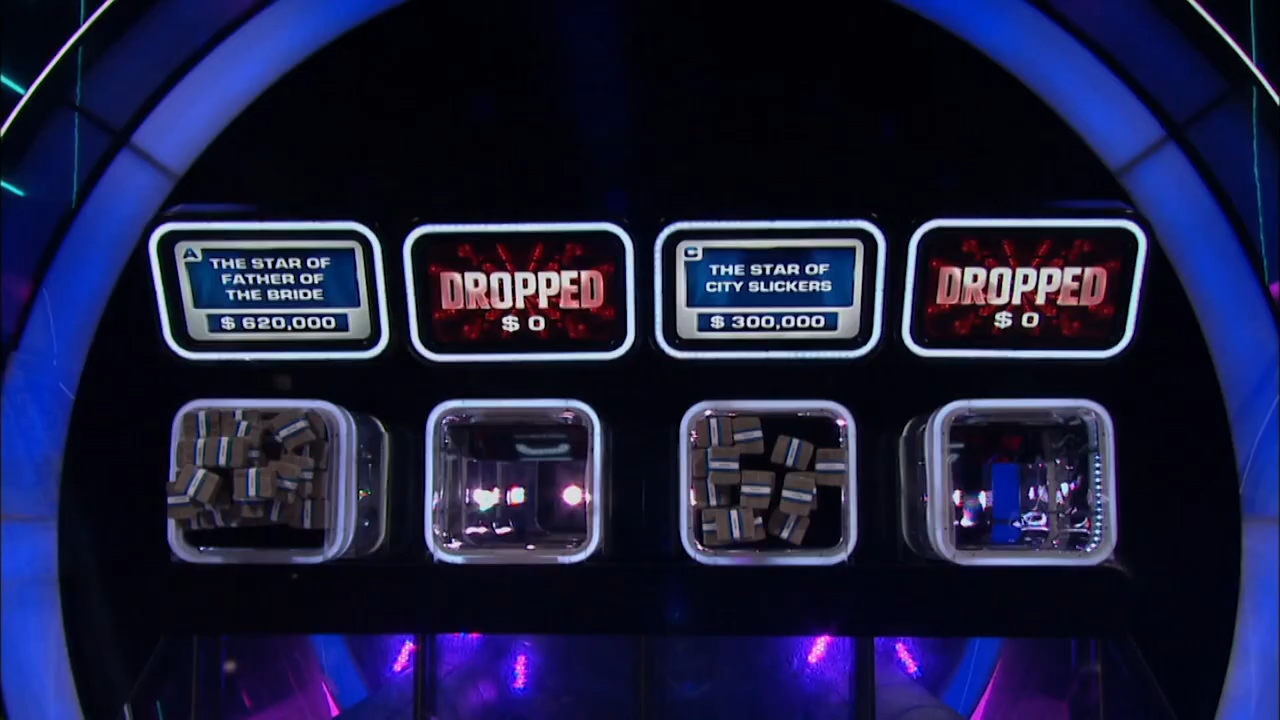 A
THE STAR OF
FATHER OF
THE BRIDE
$ 620,000
DROPPED
$ 0
C
THE STAR OF
CITY SLICKERS
$ 300,000
DROPPED
$ 0